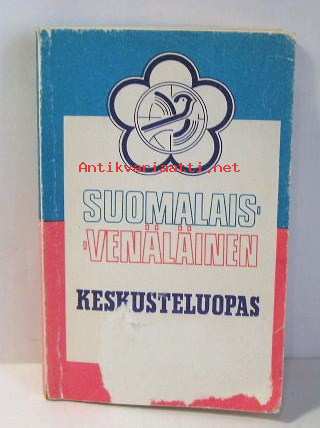 Antikvariaatti.net
SUOMALAIS-
-VENÄLÄINEN
KESKUSTELUOPAS